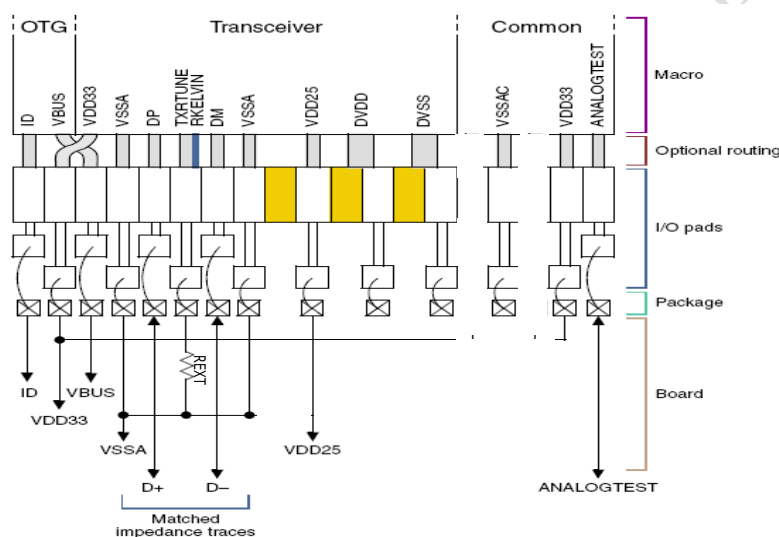 OTG
Transceiver
Common
ID
VBUS
VDD33
VSSA
DP
TXRTUNE
RKELVIN
DM
VSSA
VDD25
DVDD
DVSS
VSSAC
VDD33
ANALOGTEST
Macro
Optional routing
I/O pads
Package
Board
REXT
ID
VBUS
VDD33
VSSA
VDD25
D+
D–
ANALOGTEST
Matched
impedance traces